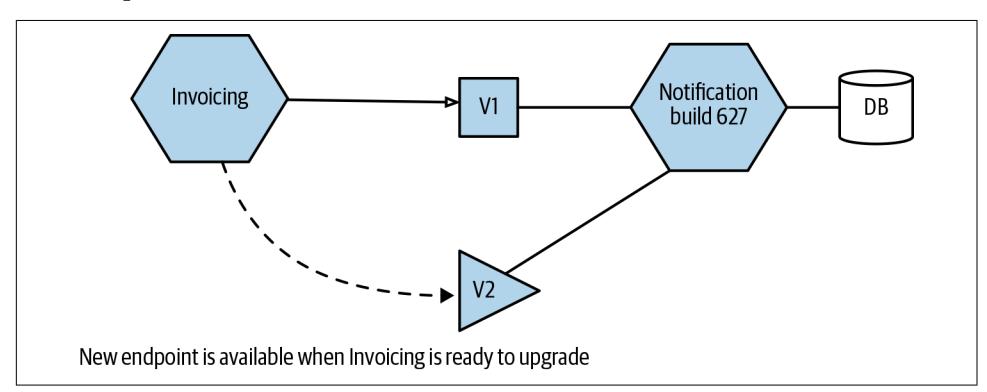 Invoicing
V1
Notification
build 627
DB
V2
New endpoint is available when Invoicing is ready to upgrade